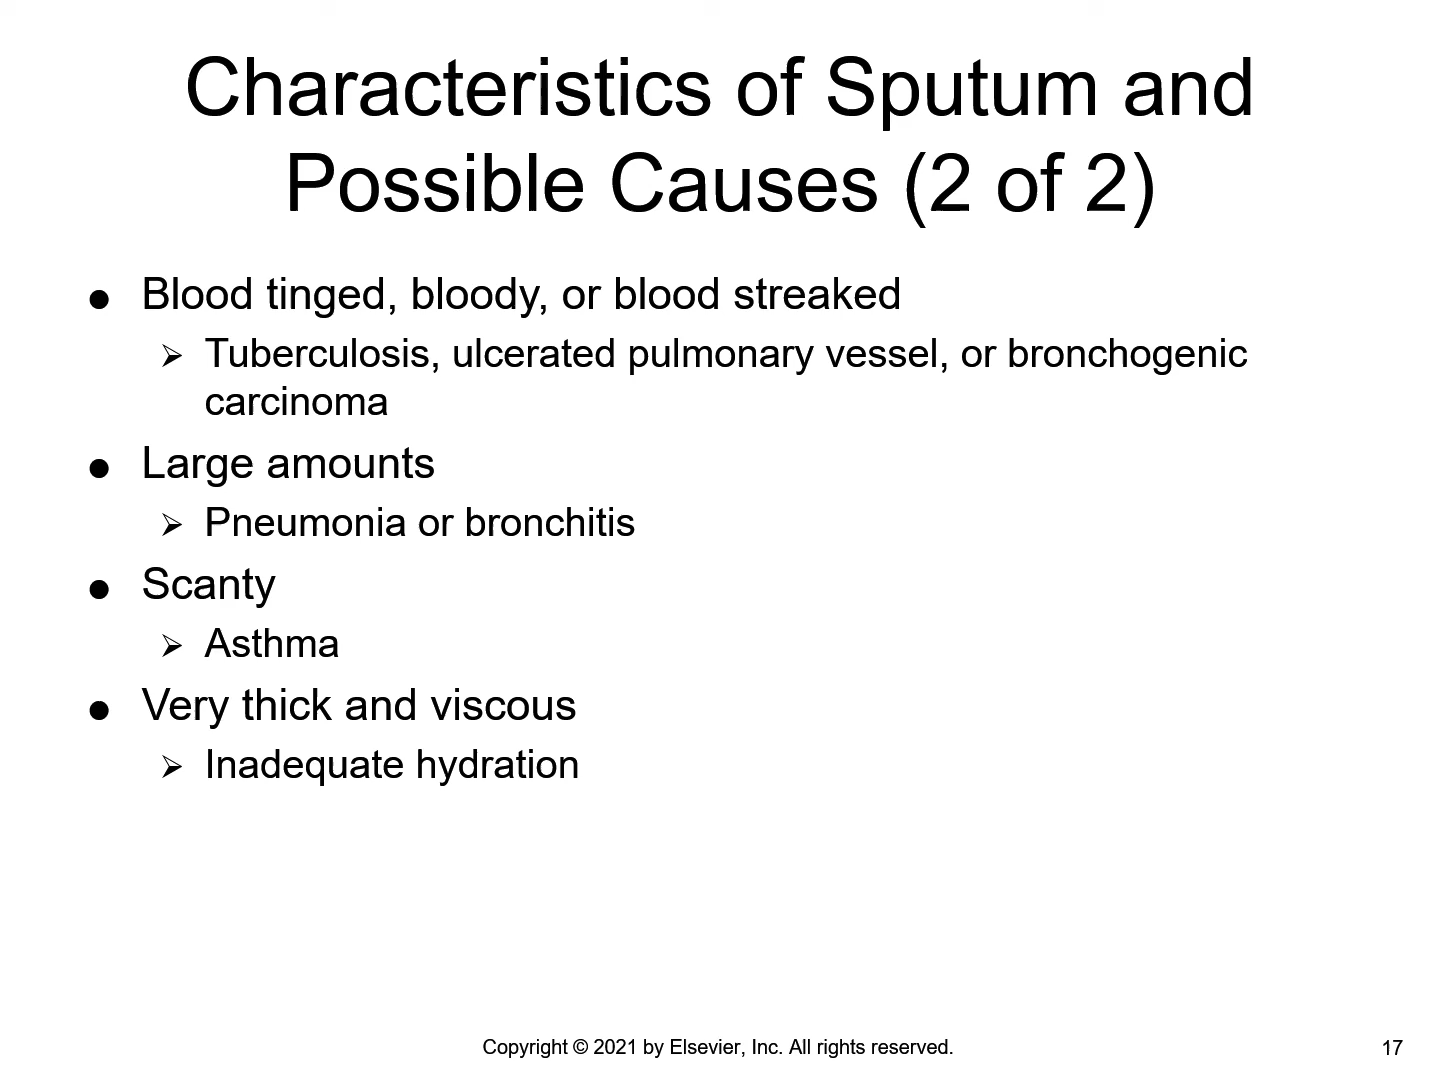 Characteristics of Sputum and
Possible Causes (2 of 2)
● Blood tinged, bloody, or blood streaked
➢ Tuberculosis, ulcerated pulmonary vessel, or bronchogenic
carcinoma
● Large amounts
➢ Pneumonia or bronchitis
● Scanty
➢ Asthma
● Very thick and viscous
➢ Inadequate hydration
Copyright © 2021 by Elsevier, Inc. All rights reserved.
17